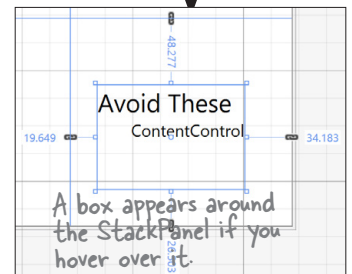 48.277
Avoid These
ContentControl
19.649
34.183
A box appears around
the StackPanel if you
hover over it.